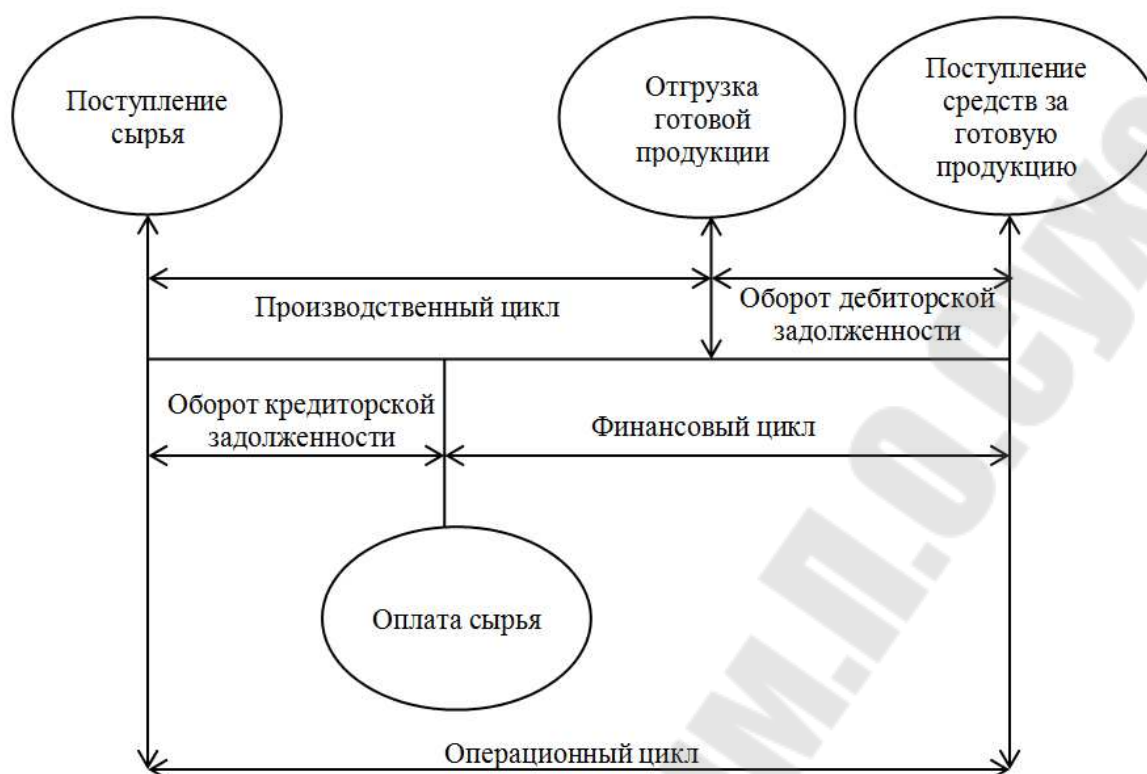 Поступление
сырья
Отгрузка
готовой
продукции
Поступление
средств за
готовую
продукцию
Производственный цикл
Оборот дебиторской
задолженности
Оборот кредиторской
задолженности
Финансовый цикл
Оплата сырья
Операционный цикл